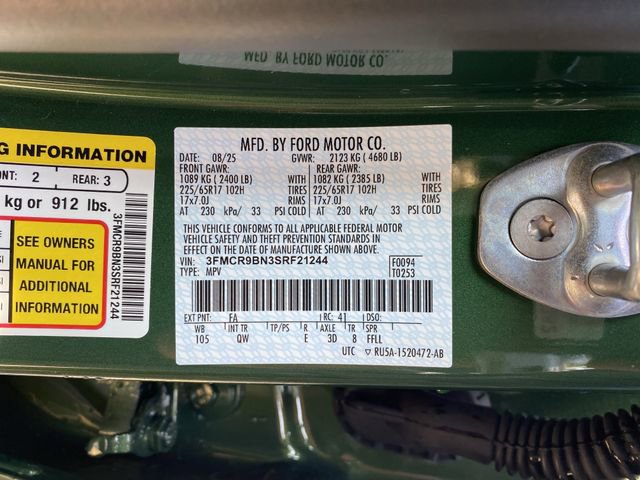 MFD. BY FORD MOTOR CO.
G INFORMATION
NT: 2 REAR: 3
kg or 912 lbs.
SEE OWNERS
MANUAL FOR
ADDITIONAL
INFORMATION
3FMCR9BN3SRF21244
MFD. BY FORD MOTOR CO.
DATE: 08/25 GVWR: 2123 KG (4680 LB)
FRONT GAWR: REAR GAWR:
1089 KG (2400 LB) WITH 1082 KG (2385 LB) WITH
225/65R17 102H TIRES 225/65R17 102H TIRES
17x7.0J RIMS 17x7.0J RIMS
AT 230 kPa/ 33 PSI COLD AT 230 kPa/ 33 PSI COLD
THIS VEHICLE CONFORMS TO ALL APPLICABLE FEDERAL MOTOR
VEHICLE SAFETY AND THEFT PREVENTION STANDARDS IN
EFFECT ON THE DATE OF MANUFACTURE SHOWN ABOVE.
VIN: 3FMCR9BN3SRF21244 F0094
TYPE: MPV T0253
EXT PNT: FA RC: 41 DSO:
WB INT TR TP/PS R AXLE TR SPR
105 QW E 3D 8 FFLL
UTC ▽ RU5A-1520472-AB